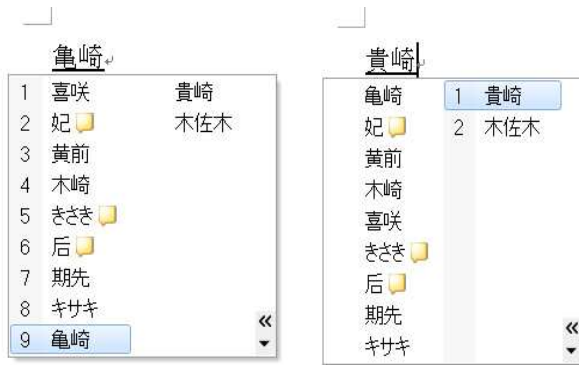 亀崎
1 喜咲 貴崎
2 妃 木佐木
3 黄前
4 木崎
5 きさき
6 后
7 期先
8 キサキ
9 亀崎
貴崎
亀崎 1 貴崎
妃 2 木佐木
黄前
木崎
喜咲
きさき
后
期先
キサキ